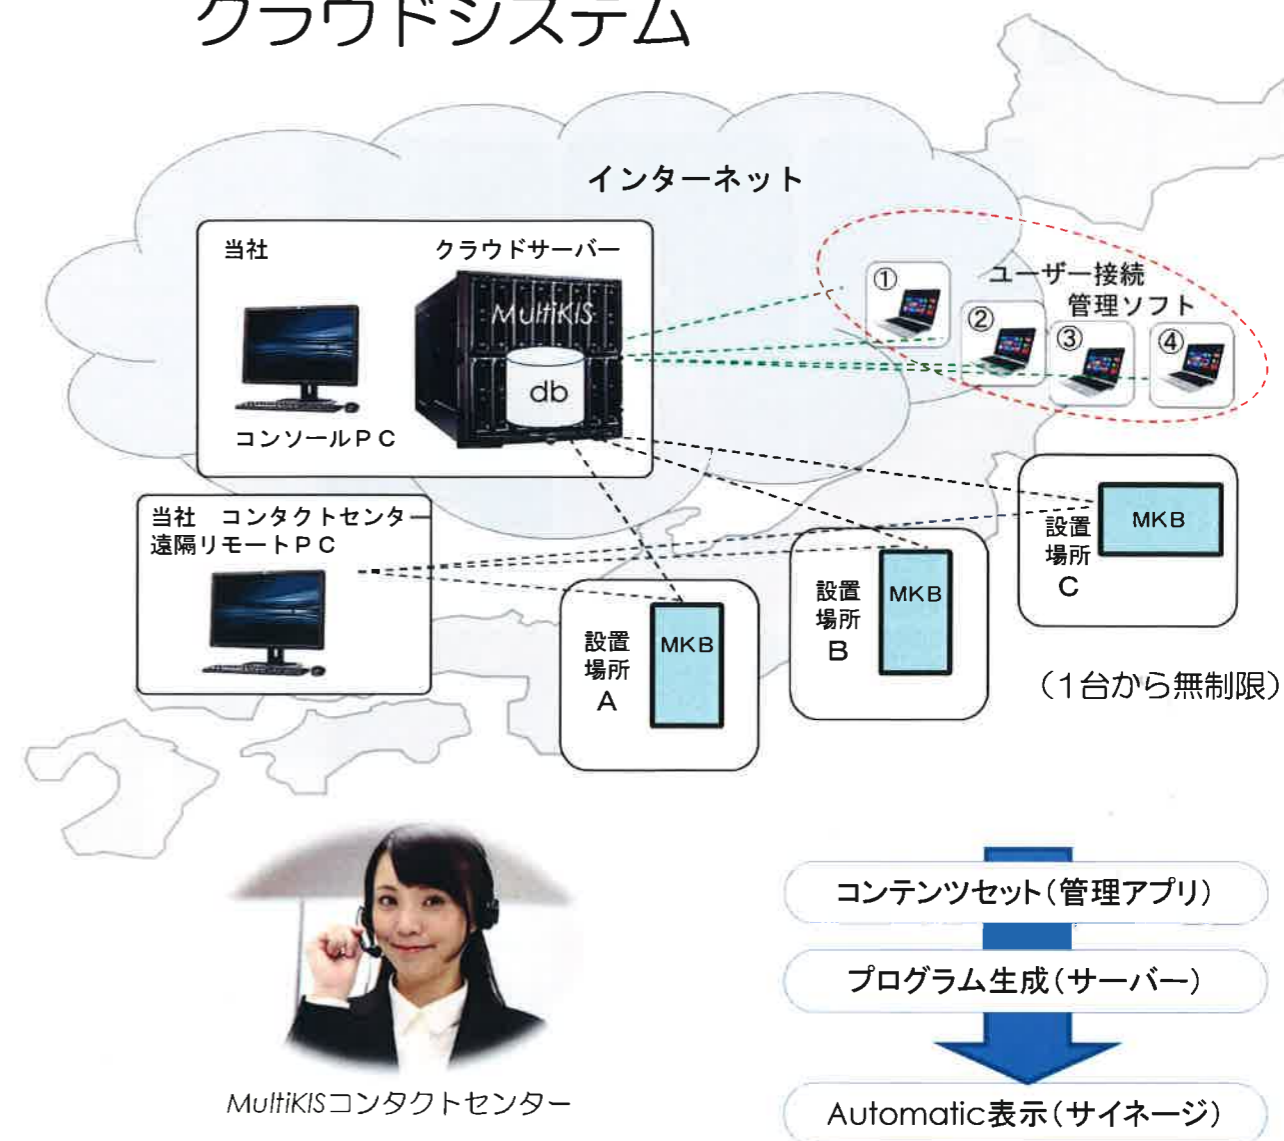 クラウドシステム
インターネット
当社
クラウドサーバー
MultiKIS
db
コンソールPC
①
②
③
④
ユーザー接続
管理ソフト
当社　コンタクトセンター
遠隔リモートPC
設置
場所
A
MKB
設置
場所
B
MKB
設置
場所
C
MKB
（1台から無制限）
MultiKISコンタクトセンター
コンテンツセット（管理アプリ）
プログラム生成（サーバー）
Automatic表示（サイネージ）